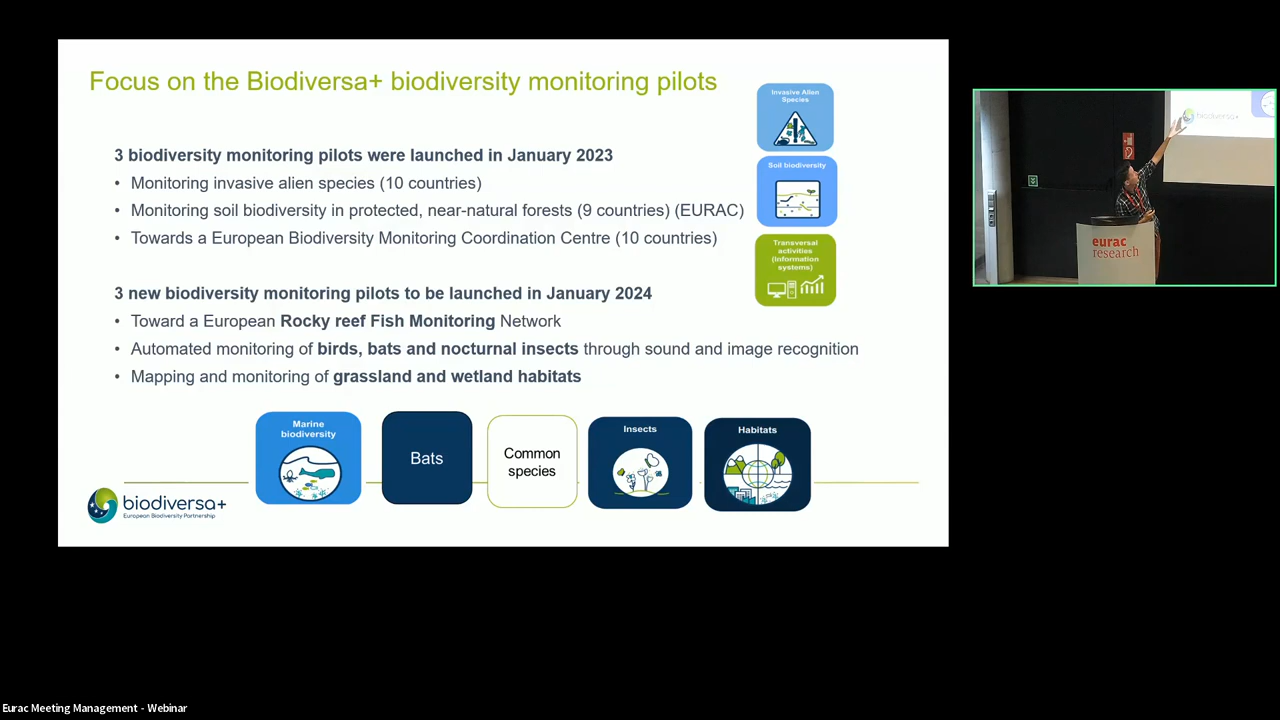 Focus on the Biodiversa+ biodiversity monitoring pilots
Invasive Alien
Species
3 biodiversity monitoring pilots were launched in January 2023
• Monitoring invasive alien species (10 countries)
Soil biodiversity
• Monitoring soil biodiversity in protected, near-natural forests (9 countries) (EURAC)
• Towards a European Biodiversity Monitoring Coordination Centre (10 countries)
Transversal
activities
(Information
systems)
3 new biodiversity monitoring pilots to be launched in January 2024
• Toward a European Rocky reef Fish Monitoring Network
• Automated monitoring of birds, bats and nocturnal insects through sound and image recognition
• Mapping and monitoring of grassland and wetland habitats
Marine
biodiversity
Bats
Common
species
Insects
Habitats
biodiversa+
European Biodiversity Partnership
biodiversa+
eurac
research
Eurac Meeting Management - Webinar